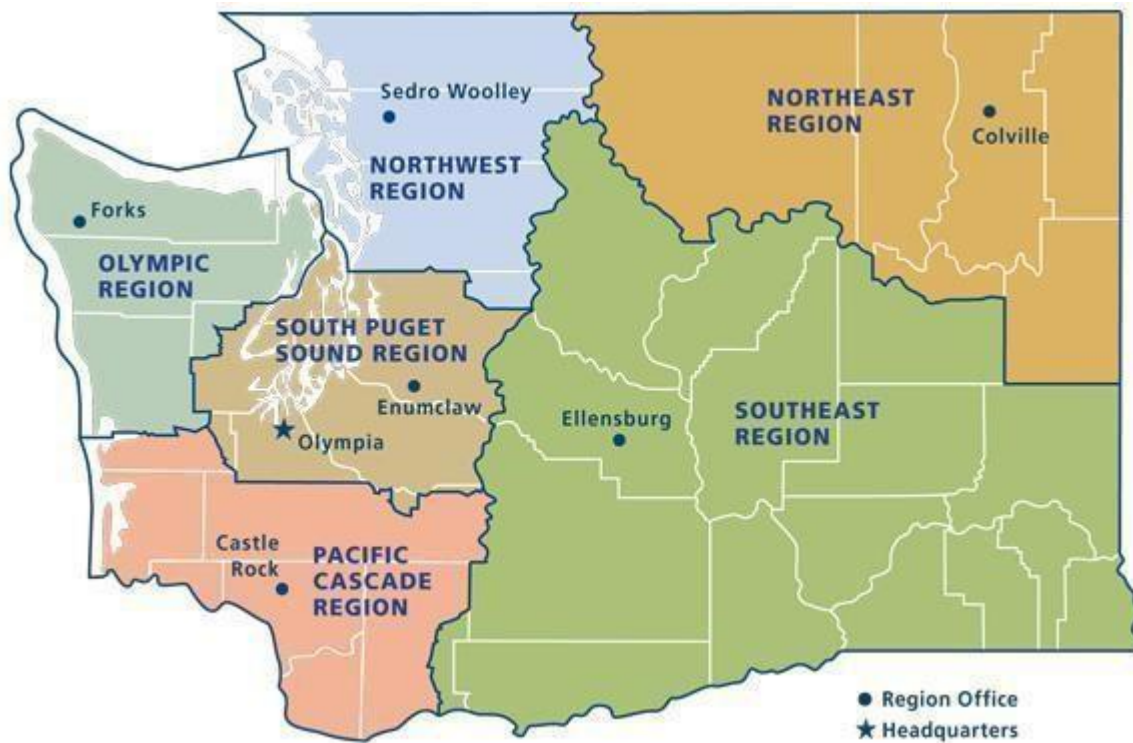 Sedro Woolley
NORTHWEST
REGION
NORTHEAST
REGION
Colville
Forks
OLYMPIC
REGION
SOUTH PUGET
SOUND REGION
Enumclaw
Olympia
Ellensburg
SOUTHEAST
REGION
Castle
Rock
PACIFIC
CASCADE
REGION
Region Office
Headquarters